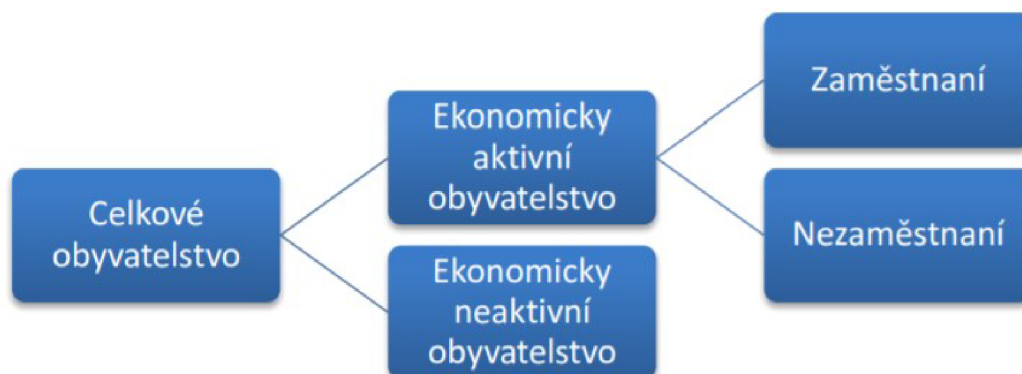 Celkové
obyvatelstvo
Ekonomicky
aktivní
obyvatelstvo
Ekonomicky
neaktivní
obyvatelstvo
Zaměstnaní
Nezaměstnaní